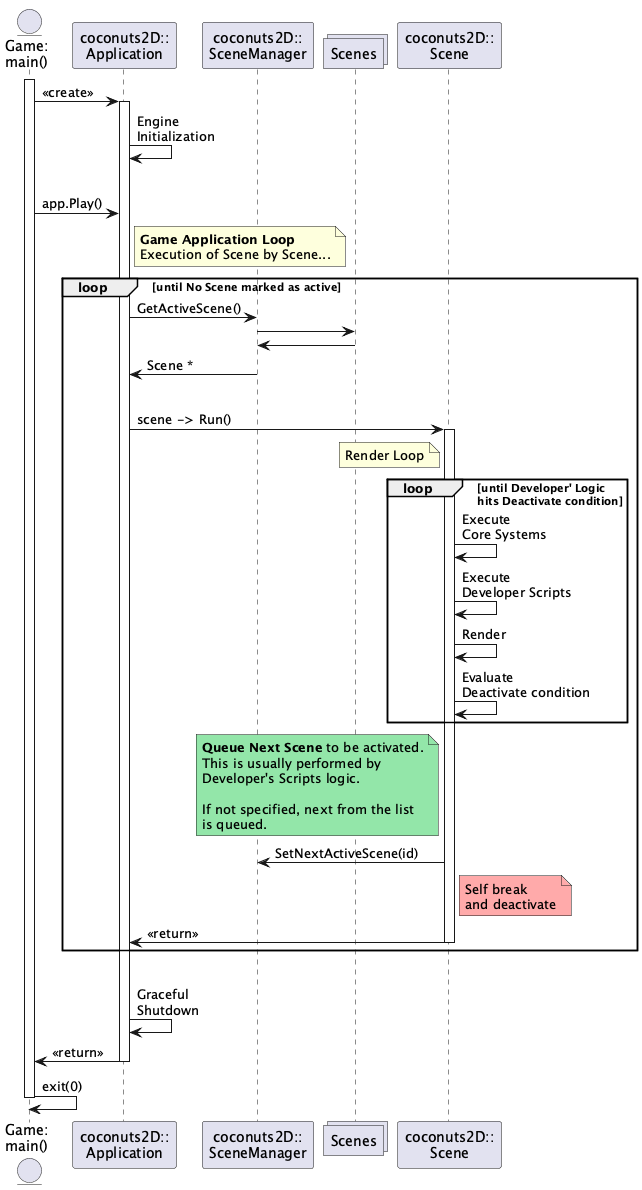 Game:
main()
coconuts2D::
Application
coconuts2D::
SceneManager
Scenes
coconuts2D::
Scene
«create»
Engine
Initialization
app.Play()
Game Application Loop
Execution of Scene by Scene...
loop [until No Scene marked as active]
GetActiveScene()
Scene *
scene -> Run()
Render Loop
loop [until Developer' Logic
hits Deactivate condition]
Execute
Core Systems
Execute
Developer Scripts
Render
Evaluate
Deactivate condition
Queue Next Scene to be activated.
This is usually performed by
Developer's Scripts logic.
If not specified, next from the list
is queued.
SetNextActiveScene(id)
Self break
and deactivate
«return»
Graceful
Shutdown
«return»
exit(0)
Game:
main()
coconuts2D::
Application
coconuts2D::
SceneManager
Scenes
coconuts2D::
Scene